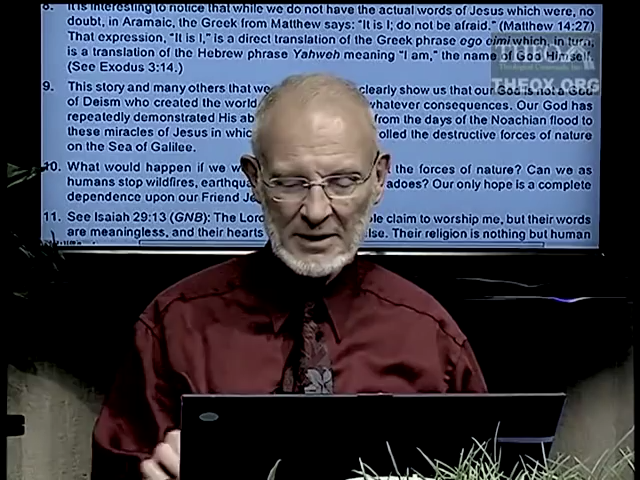 8. It is interesting to notice that while we do not have the actual words of Jesus which were, no
doubt, in Aramaic, the Greek from Matthew says: "It is I; do not be afraid." (Matthew 14:27)
That expression, "It is I," is a direct translation of the Greek phrase ego eimi which, in turn,
is a translation of the Hebrew phrase Yahweh meaning "I am," the name of God Himself.
(See Exodus 3:14.)
THEOX
THEOX.ORG
9. This story and many others that we clearly show us that our God is not a God
of Deism who created the world whatever consequences. Our God has
repeatedly demonstrated His from the days of the Noachian flood to
these miracles of Jesus in which the destructive forces of nature
on the Sea of Galilee.
10. What would happen if we the forces of nature? Can we as
humans stop wildfires, Our only hope is a complete
dependence upon our Friend
11. See Isaiah 29:13 (GNB): The Lord claim to worship me, but their words
are meaningless, and their hearts Their religion is nothing but human